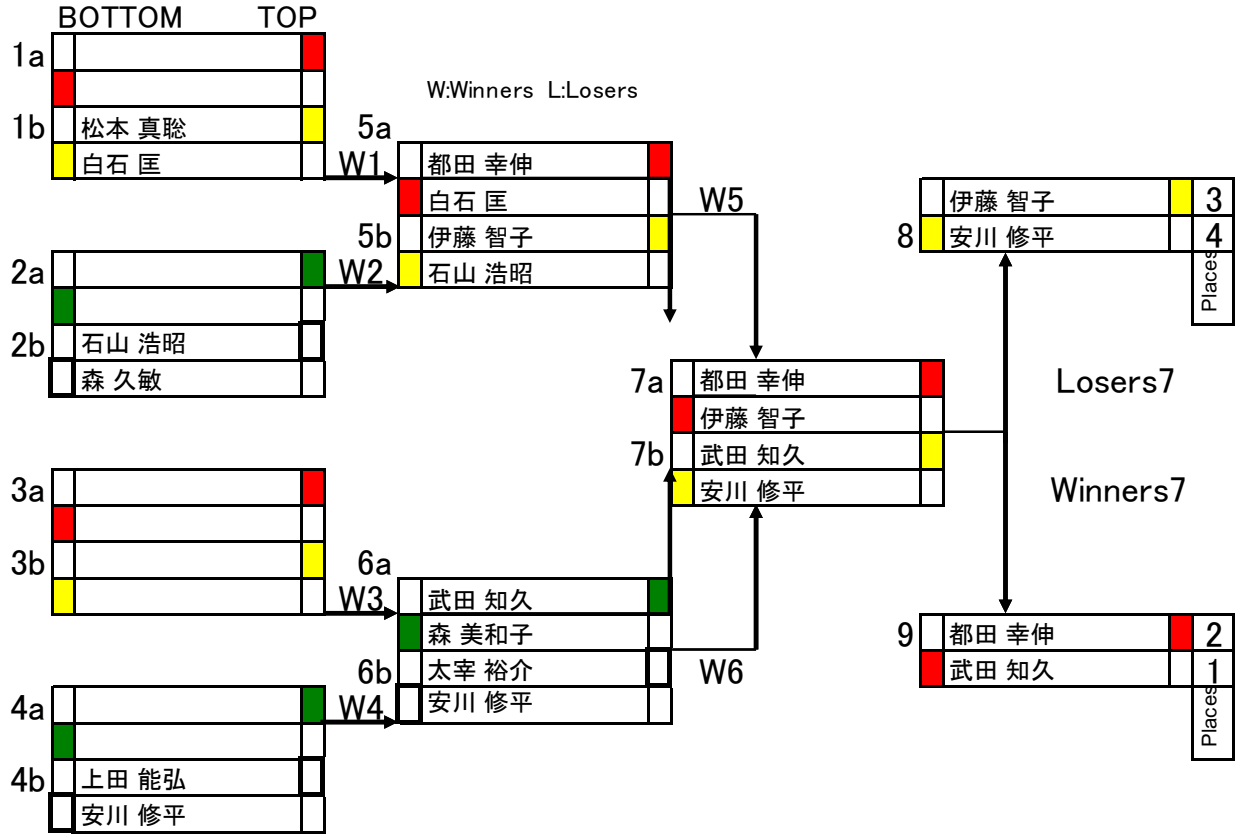 BOTTOM TOP
1a
W:Winners L:Losers
1b 松本 真聡
白石 匡
W1
5a
都田 幸伸
白石 匡
5b 伊藤 智子
石山 浩昭
W5
伊藤 智子 3
8 安川 修平 4
Places
2a
W2
2b 石山 浩昭
森 久敏
7a 都田 幸伸
伊藤 智子
7b 武田 知久
安川 修平
Losers7
Winners7
3a
3b
W3
6a
武田 知久
森 美和子
6b 太宰 裕介
安川 修平
W6
9 都田 幸伸 2
武田 知久 1
Places
4a
W4
4b 上田 能弘
安川 修平